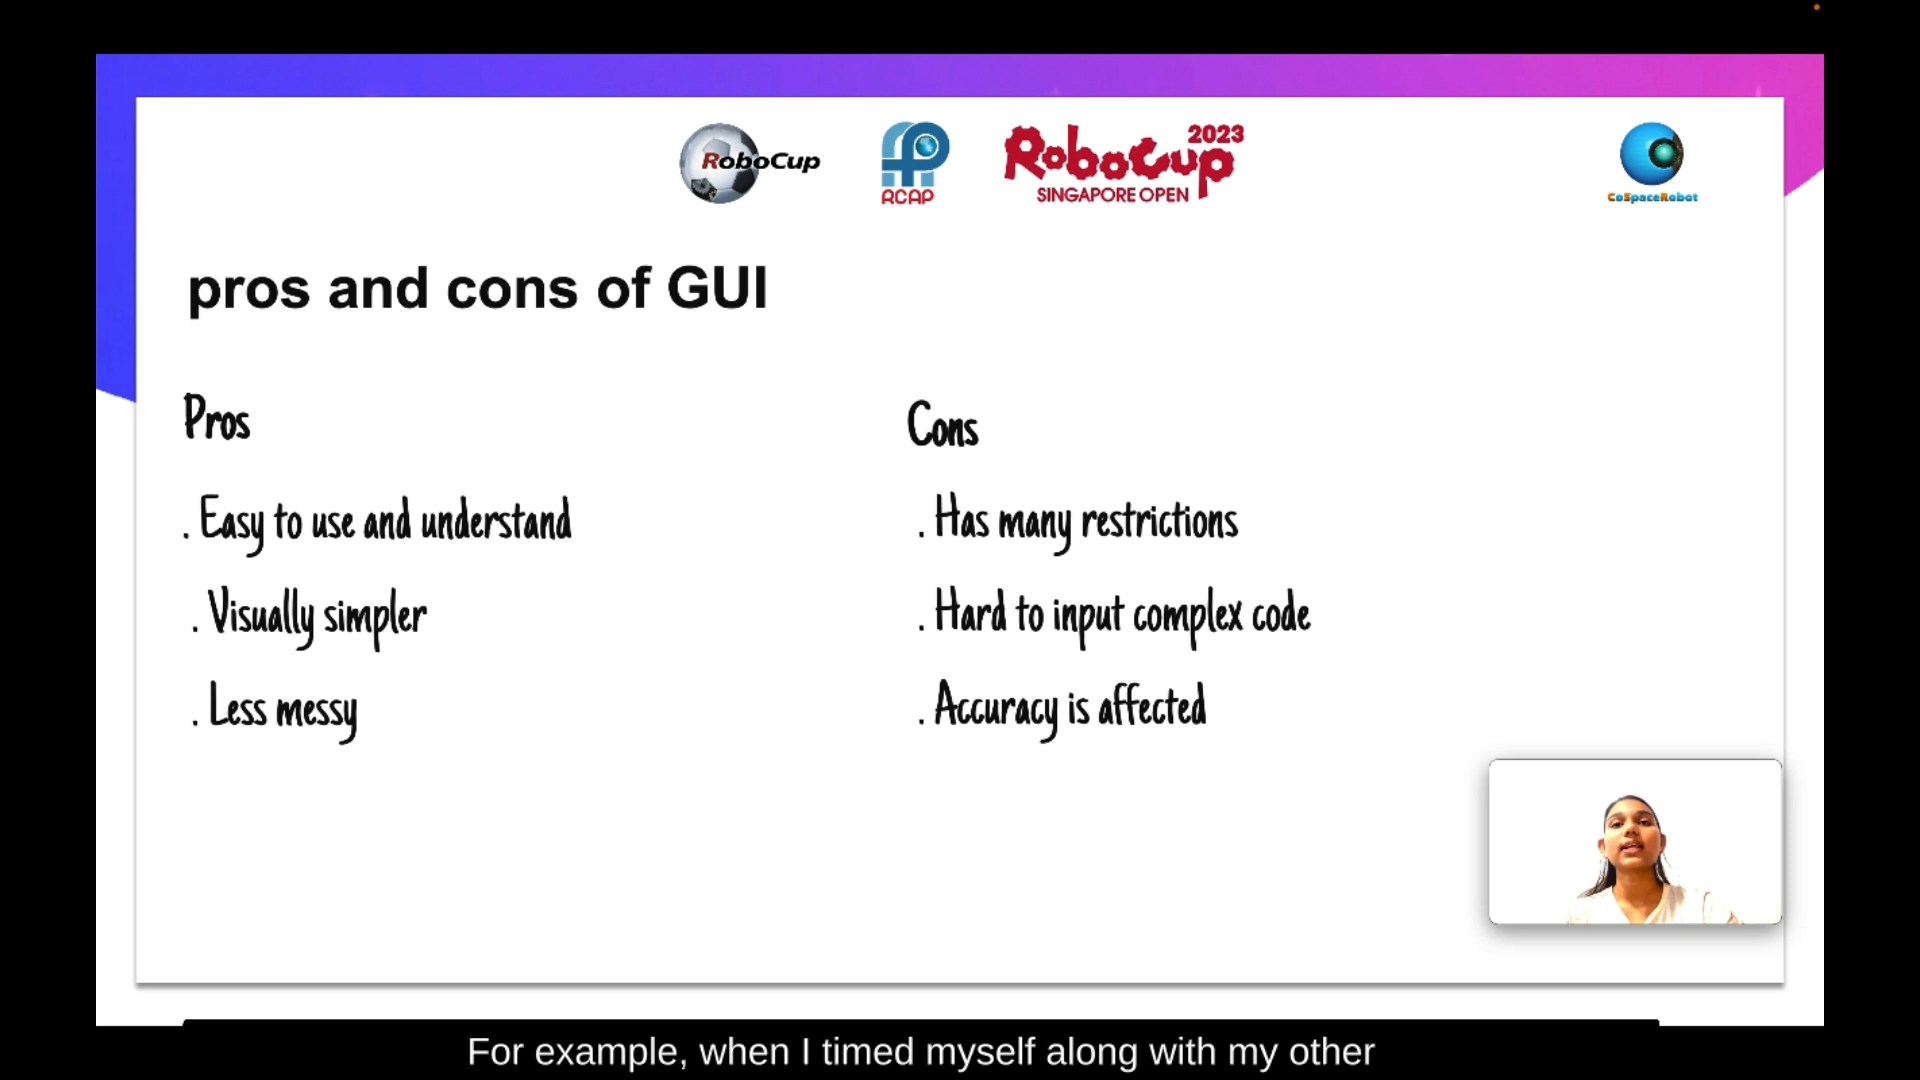 RoboCup
RCAP
RoboCup 2023
SINGAPORE OPEN
CoSpaceRobot
pros and cons of GUI
Pros
. Easy to use and understand
. Visually simpler
. Less messy
Cons
. Has many restrictions
. Hard to input complex code
. Accuracy is affected
For example, when I timed myself along with my other